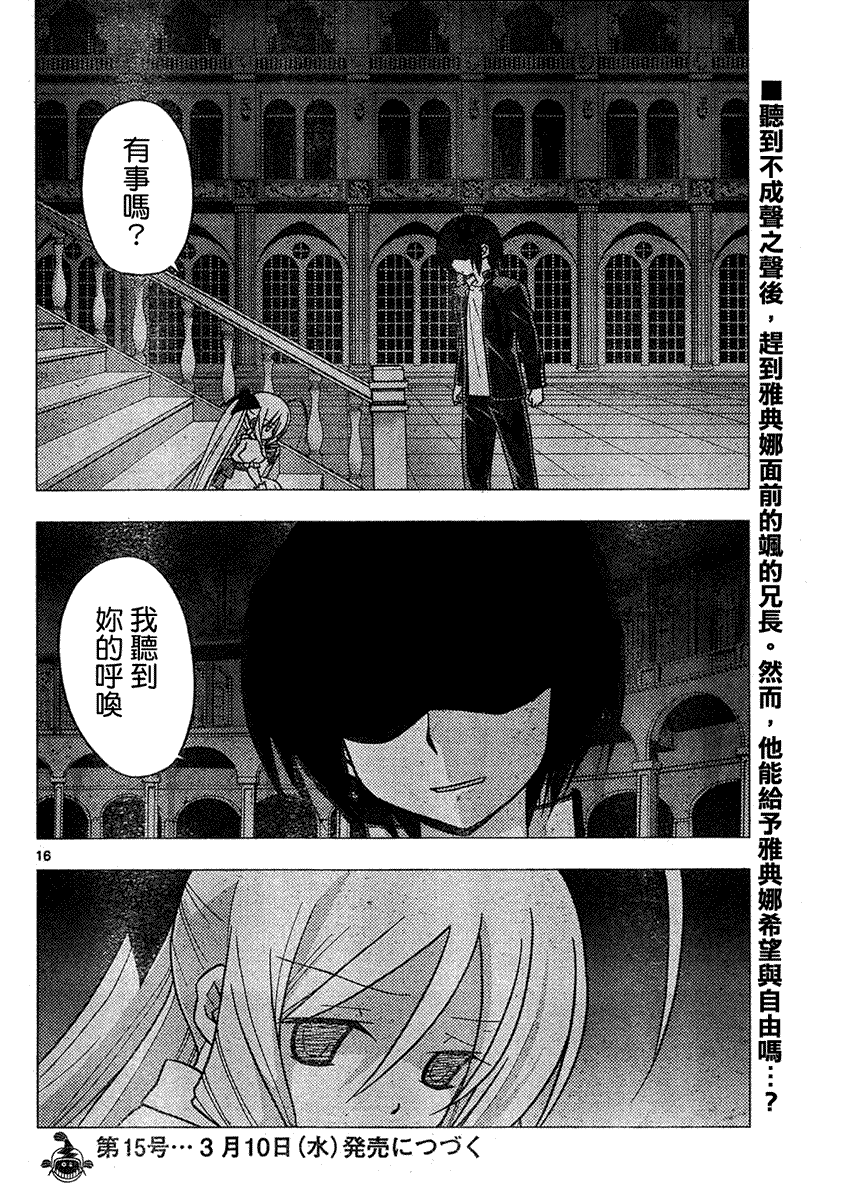 ■聽到不成聲之聲後，趕到雅典娜面前的颯的兄長。然而，他能給予雅典娜希望與自由嗎…？
有事嗎？
我聽到
妳的呼喚
16
第15号…3月10日(水)発売につづく